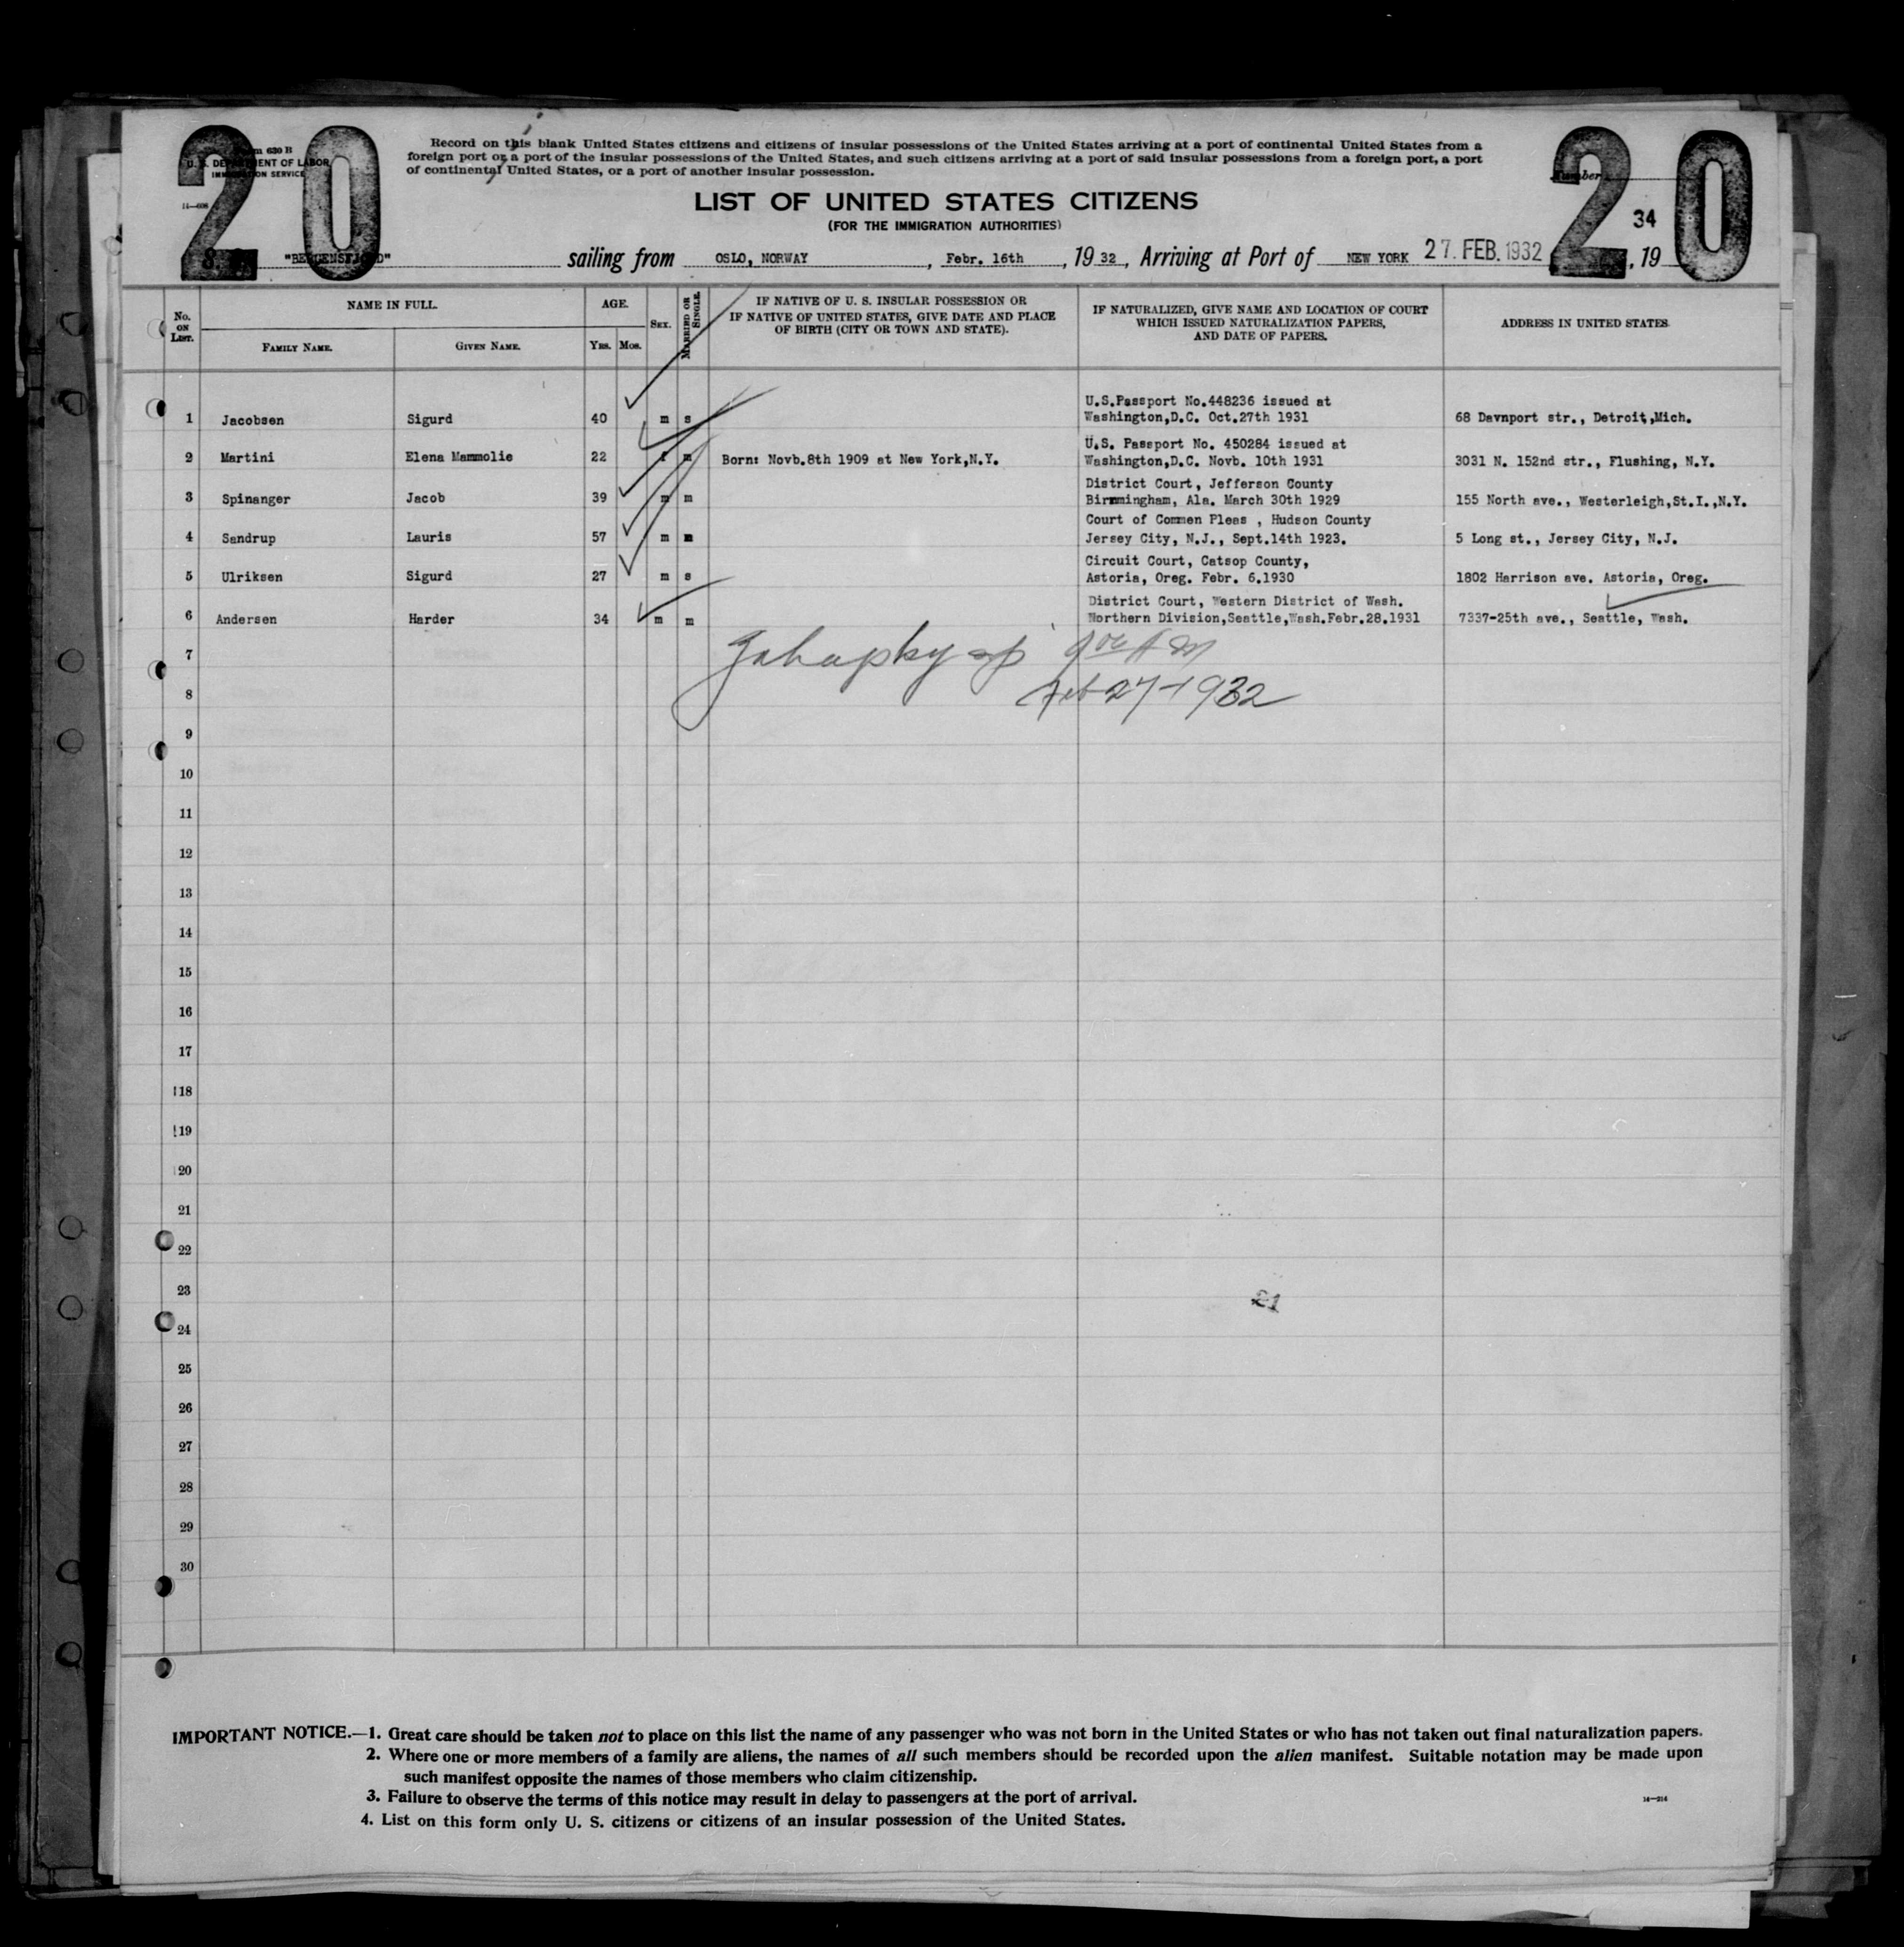 20
20
Form 630 B
U. S. DEPARTMENT OF LABOR
IMMIGRATION SERVICE
14—608
Record on this blank United States citizens and citizens of insular possessions of the United States arriving at a port of continental United States from a
foreign port or a port of the insular possessions of the United States, and such citizens arriving at a port of said insular possessions from a foreign port, a port
of continental United States, or a port of another insular possession.
Number
34
LIST OF UNITED STATES CITIZENS
(FOR THE IMMIGRATION AUTHORITIES)
"BERGENSFJORD" sailing from OSLO, NORWAY, Febr. 16th, 1932, Arriving at Port of NEW YORK 27. FEB. 1932, 19
No. ON LIST. NAME IN FULL. AGE. SEX. MARRIED OR SINGLE. IF NATIVE OF U. S. INSULAR POSSESSION OR IF NATIVE OF UNITED STATES, GIVE DATE AND PLACE OF BIRTH (CITY OR TOWN AND STATE). IF NATURALIZED, GIVE NAME AND LOCATION OF COURT WHICH ISSUED NATURALIZATION PAPERS, AND DATE OF PAPERS. ADDRESS IN UNITED STATES.
FAMILY NAME. GIVEN NAME. YRS. MOS.
U.S.Passport No.448236 issued at
1 Jacobsen Sigurd 40 m s Washington,D.C. Oct.27th 1931 68 Davnport str., Detroit,Mich.
U.S. Passport No. 450284 issued at
2 Martini Elena Mammolie 22 f m Born: Novb.8th 1909 at New York,N.Y. Washington,D.C. Novb. 10th 1931 3031 N. 152nd str., Flushing, N.Y.
District Court, Jefferson County
3 Spinanger Jacob 39 m m Birmmingham, Ala. March 30th 1929 155 North ave., Westerleigh,St.I.,N.Y.
Court of Commen Pleas , Hudson County
4 Sandrup Lauris 57 m m Jersey City, N.J., Sept.14th 1923. 5 Long st., Jersey City, N.J.
Circuit Court, Catsop County,
5 Ulriksen Sigurd 27 m s Astoria, Oreg. Febr. 6.1930 1802 Harrison ave. Astoria, Oreg.
District Court, Western District of Wash.
6 Andersen Harder 34 m m Northern Division,Seattle,Wash.Febr.28.1931 7337-25th ave., Seattle, Wash.
7
8 Feb 27-1932
9
10
11
12
13
14
15
16
17
18
19
20
21
22
23
21
24
25
26
27
28
29
30
IMPORTANT NOTICE.—1. Great care should be taken not to place on this list the name of any passenger who was not born in the United States or who has not taken out final naturalization papers.
2. Where one or more members of a family are aliens, the names of all such members should be recorded upon the alien manifest. Suitable notation may be made upon
such manifest opposite the names of those members who claim citizenship.
3. Failure to observe the terms of this notice may result in delay to passengers at the port of arrival.
14—214
4. List on this form only U. S. citizens or citizens of an insular possession of the United States.